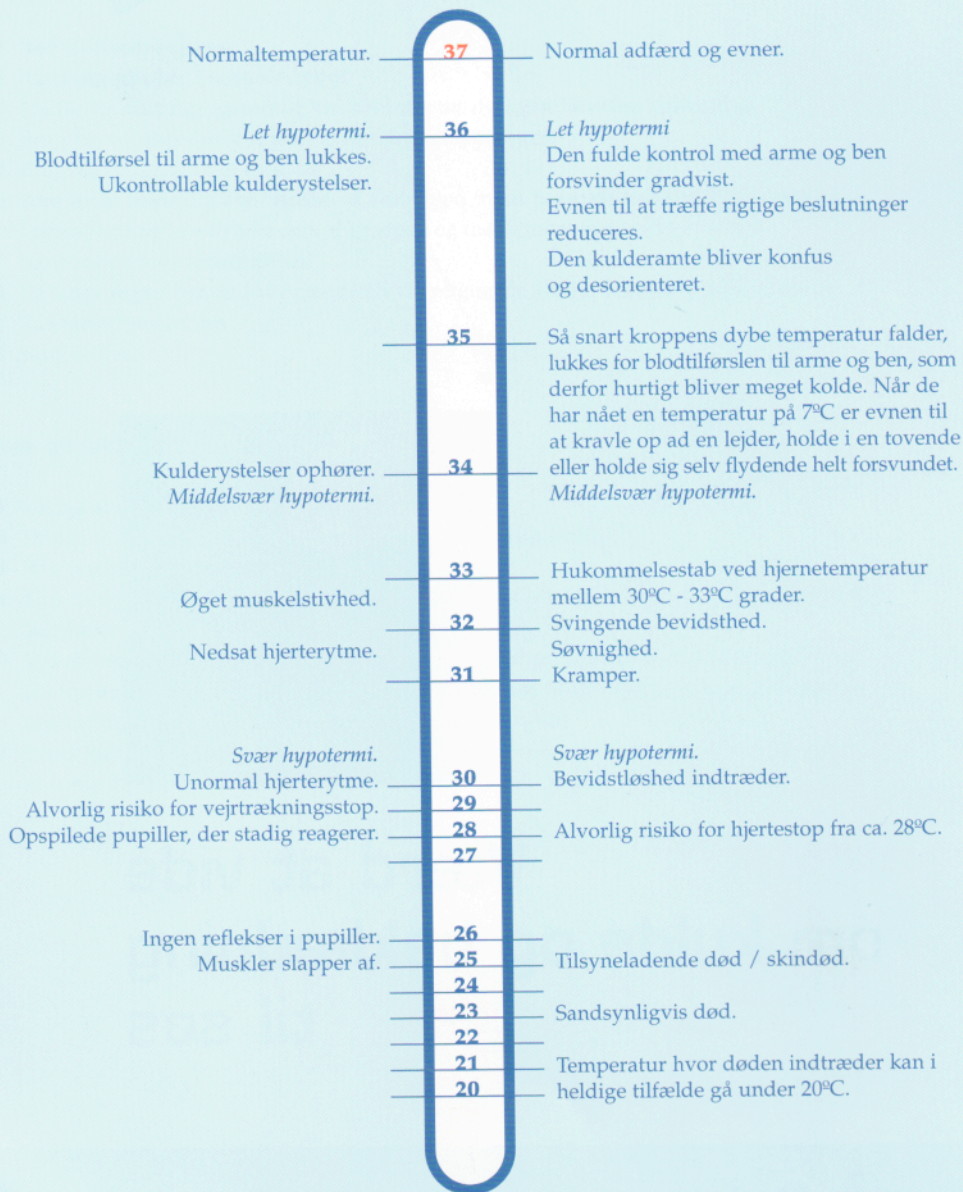 Normaltemperatur. 37 Normal adfærd og evner.
Let hypotermi. 36 Let hypotermi
Blodtilførsel til arme og ben lukkes. Den fulde kontrol med arme og ben
Ukontrollable kulderystelser. forsvinder gradvist.
Evnen til at træffe rigtige beslutninger
reduceres.
Den kulderamte bliver konfus
og desorienteret.
35 Så snart kroppens dybe temperatur falder,
lukkes for blodtilførslen til arme og ben, som
derfor hurtigt bliver meget kolde. Når de
har nået en temperatur på 7ºC er evnen til
at kravle op ad en lejder, holde i en tovende
Kulderystelser ophører. 34 eller holde sig selv flydende helt forsvundet.
Middelsvær hypotermi. Middelsvær hypotermi.
33 Hukommelsestab ved hjernetemperatur
Øget muskelstivhed. mellem 30ºC - 33ºC grader.
32 Svingende bevidsthed.
Nedsat hjerterytme. Søvnighed.
31 Kramper.
Svær hypotermi. Svær hypotermi.
Unormal hjerterytme. 30 Bevidstløshed indtræder.
Alvorlig risiko for vejrtrækningsstop. 29
Opspilede pupiller, der stadig reagerer. 28 Alvorlig risiko for hjertestop fra ca. 28ºC.
27
Ingen reflekser i pupiller. 26
Muskler slapper af. 25 Tilsyneladende død / skindød.
24
23 Sandsynligvis død.
22
21 Temperatur hvor døden indtræder kan i
20 heldige tilfælde gå under 20ºC.